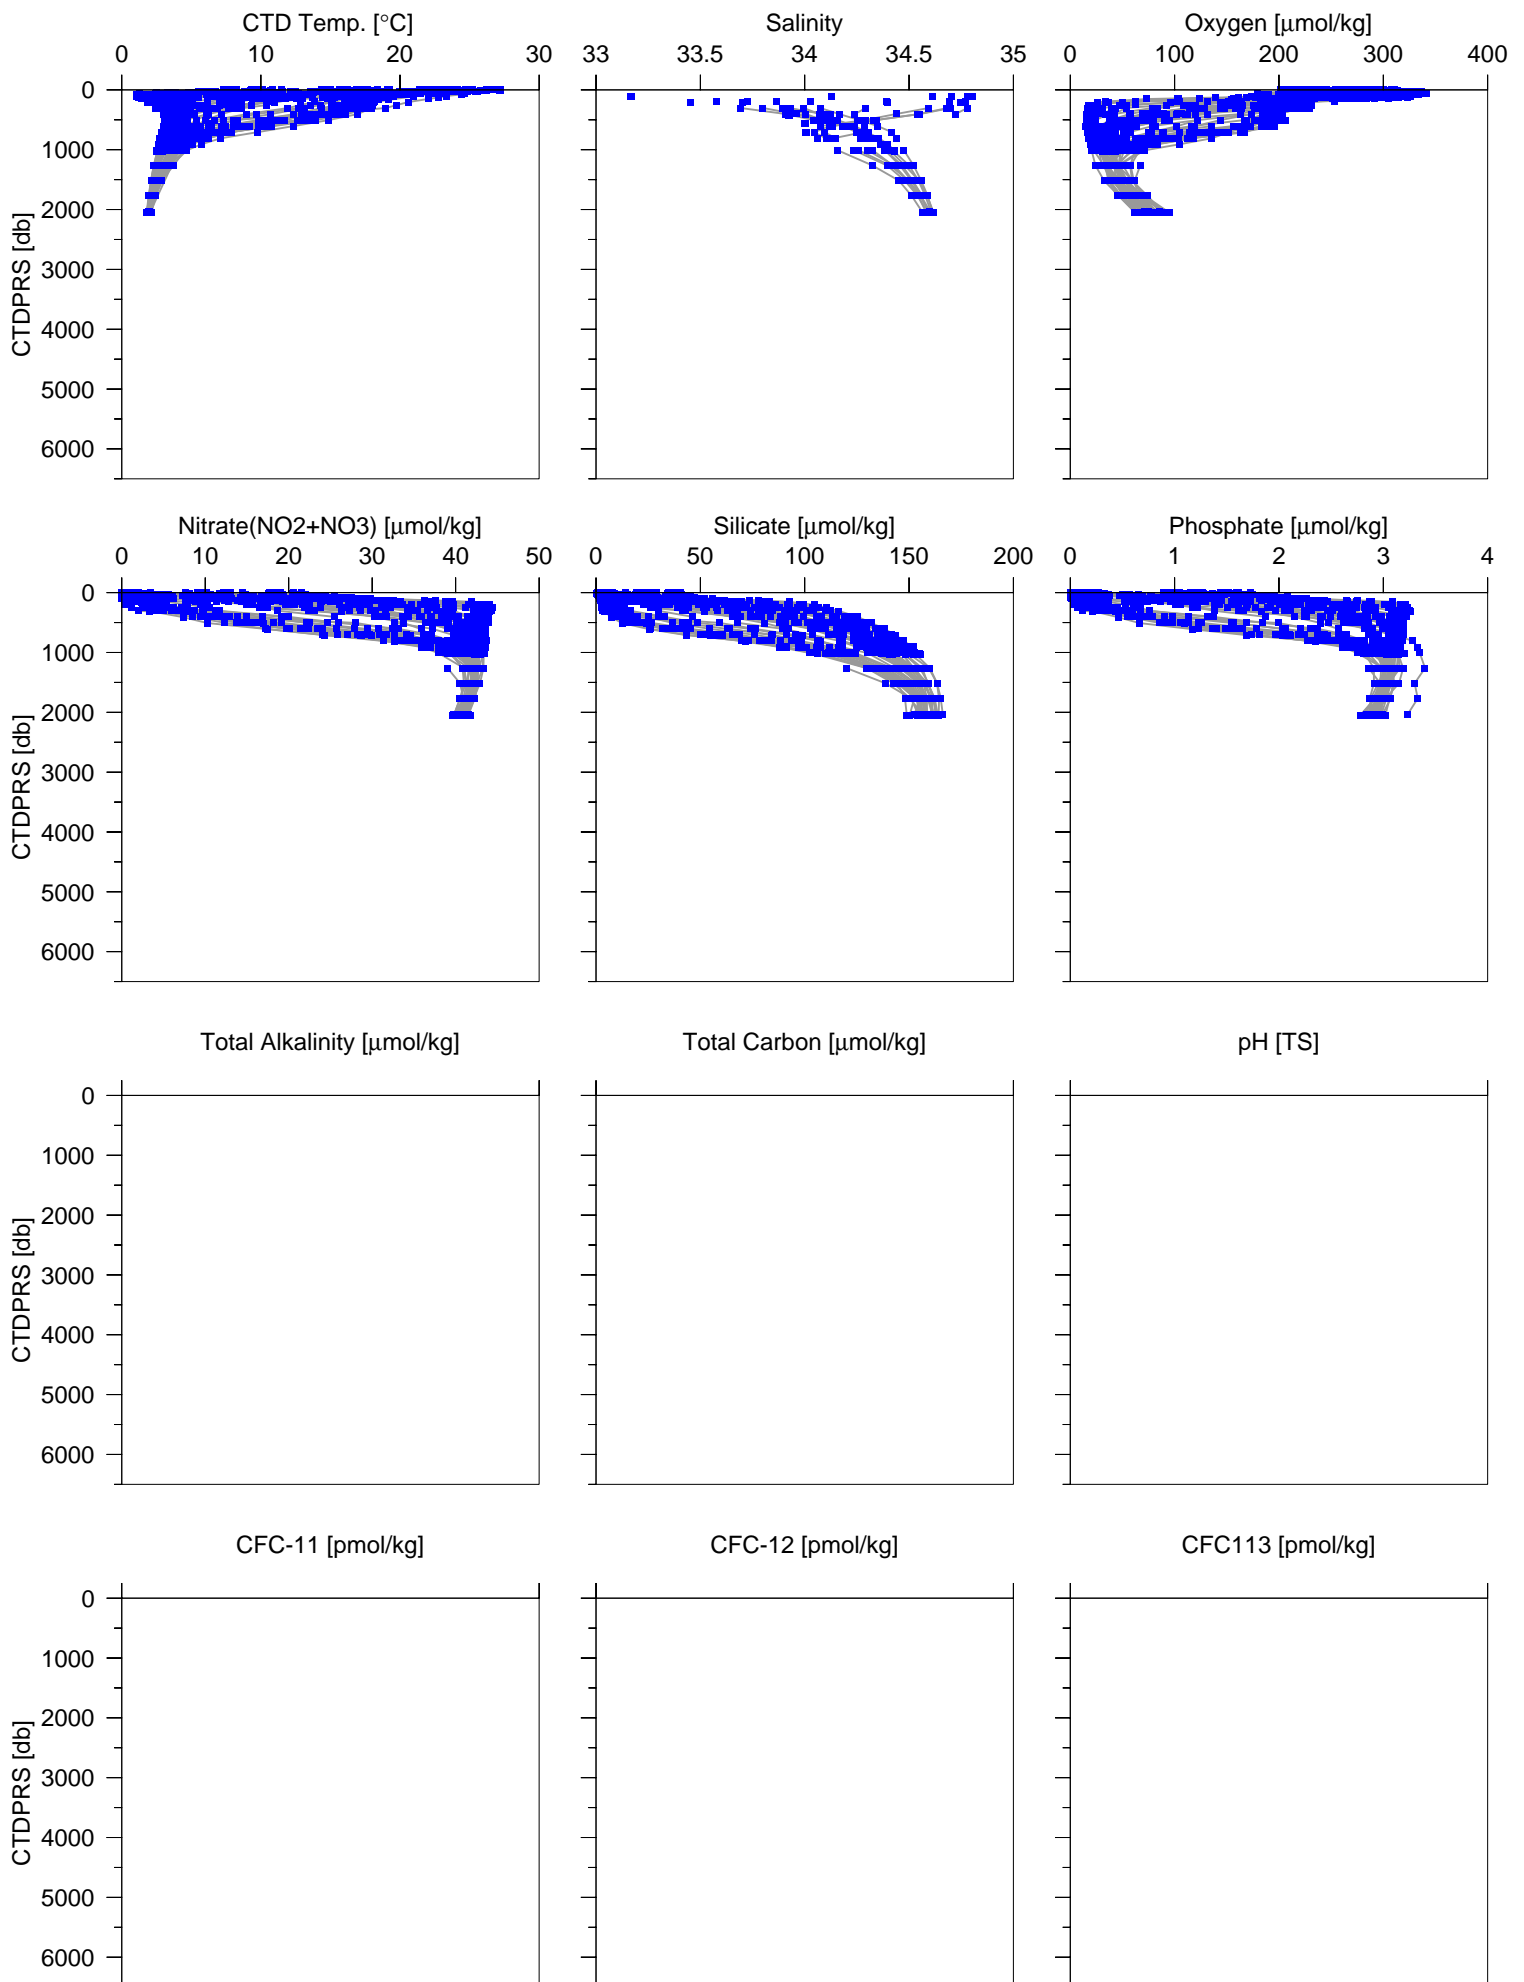 CTD Temp. [°C] Salinity Oxygen [μmol/kg]
0 10 20 30 33 33.5 34 34.5 35 0 100 200 300 400
0
1000
2000
3000
4000
5000
6000
CTDPRS [db]
Nitrate(NO2+NO3) [μmol/kg] Silicate [μmol/kg] Phosphate [μmol/kg]
0 10 20 30 40 50 0 50 100 150 200 0 1 2 3 4
0
1000
2000
3000
4000
5000
6000
CTDPRS [db]
Total Alkalinity [μmol/kg] Total Carbon [μmol/kg] pH [TS]
0
1000
2000
3000
4000
5000
6000
CTDPRS [db]
CFC-11 [pmol/kg] CFC-12 [pmol/kg] CFC113 [pmol/kg]
0
1000
2000
3000
4000
5000
6000
CTDPRS [db]